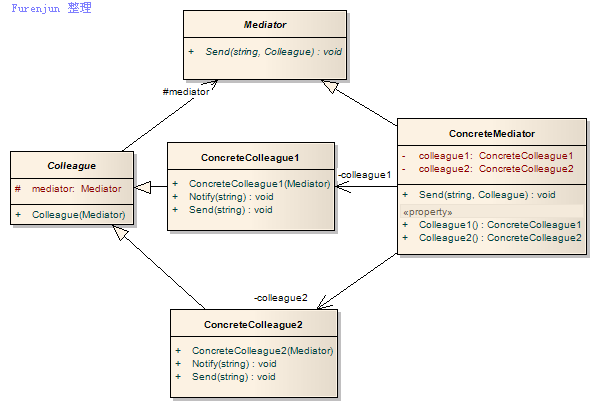 Furenjun 整理
Mediator
+ Send(string, Colleague) : void
#mediator
Colleague
# mediator: Mediator
+ Colleague(Mediator)
ConcreteColleague1
+ ConcreteColleague1(Mediator)
+ Notify(string) : void
+ Send(string) : void
-colleague1
ConcreteMediator
- colleague1: ConcreteColleague1
- colleague2: ConcreteColleague2
+ Send(string, Colleague) : void
«property»
+ Colleague1() : ConcreteColleague1
+ Colleague2() : ConcreteColleague2
-colleague2
ConcreteColleague2
+ ConcreteColleague2(Mediator)
+ Notify(string) : void
+ Send(string) : void